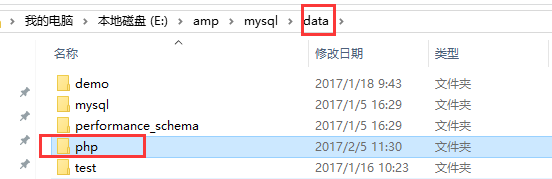 我的电脑 › 本地磁盘 (E:) › amp › mysql › data ›
名称 修改日期 类型
demo 2017/1/18 9:43 文件夹
mysql 2017/1/5 16:29 文件夹
performance_schema 2017/1/5 16:29 文件夹
php 2017/2/5 11:30 文件夹
test 2017/1/16 10:23 文件夹